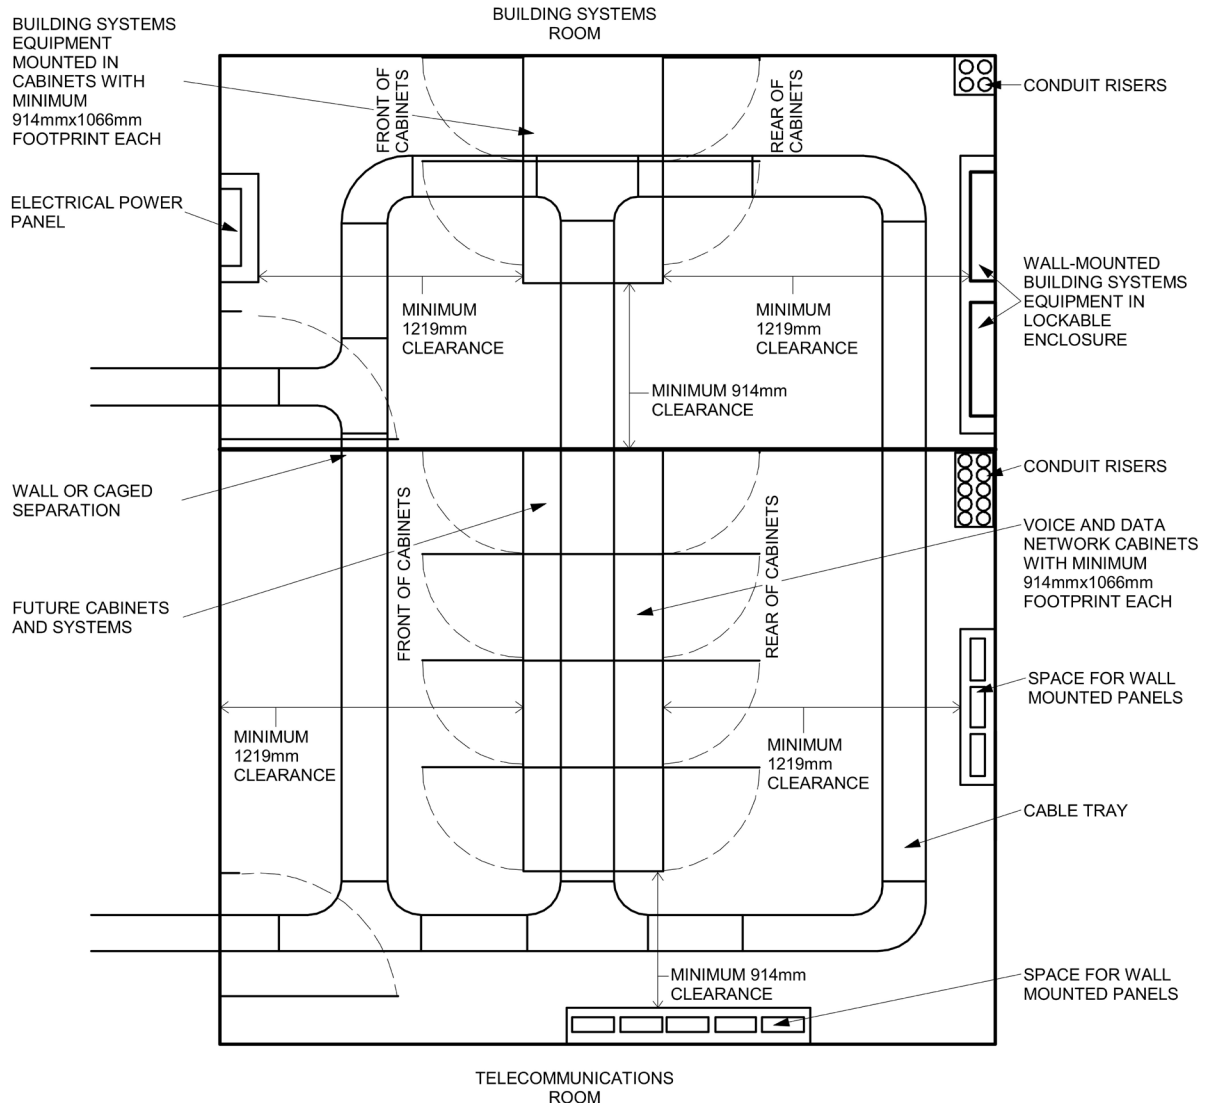 BUILDING SYSTEMS
ROOM
BUILDING SYSTEMS
EQUIPMENT
MOUNTED IN
CABINETS WITH
MINIMUM
914mmx1066mm
FOOTPRINT EACH
FRONT OF
CABINETS
REAR OF
CABINETS
CONDUIT RISERS
ELECTRICAL POWER
PANEL
WALL-MOUNTED
BUILDING SYSTEMS
EQUIPMENT IN
LOCKABLE
ENCLOSURE
MINIMUM
1219mm
CLEARANCE
MINIMUM
1219mm
CLEARANCE
MINIMUM 914mm
CLEARANCE
WALL OR CAGED
SEPARATION
CONDUIT RISERS
FRONT OF CABINETS
REAR OF CABINETS
VOICE AND DATA
NETWORK CABINETS
WITH MINIMUM
914mmx1066mm
FOOTPRINT EACH
FUTURE CABINETS
AND SYSTEMS
SPACE FOR WALL
MOUNTED PANELS
MINIMUM
1219mm
CLEARANCE
MINIMUM
1219mm
CLEARANCE
CABLE TRAY
MINIMUM 914mm
CLEARANCE
SPACE FOR WALL
MOUNTED PANELS
TELECOMMUNICATIONS
ROOM